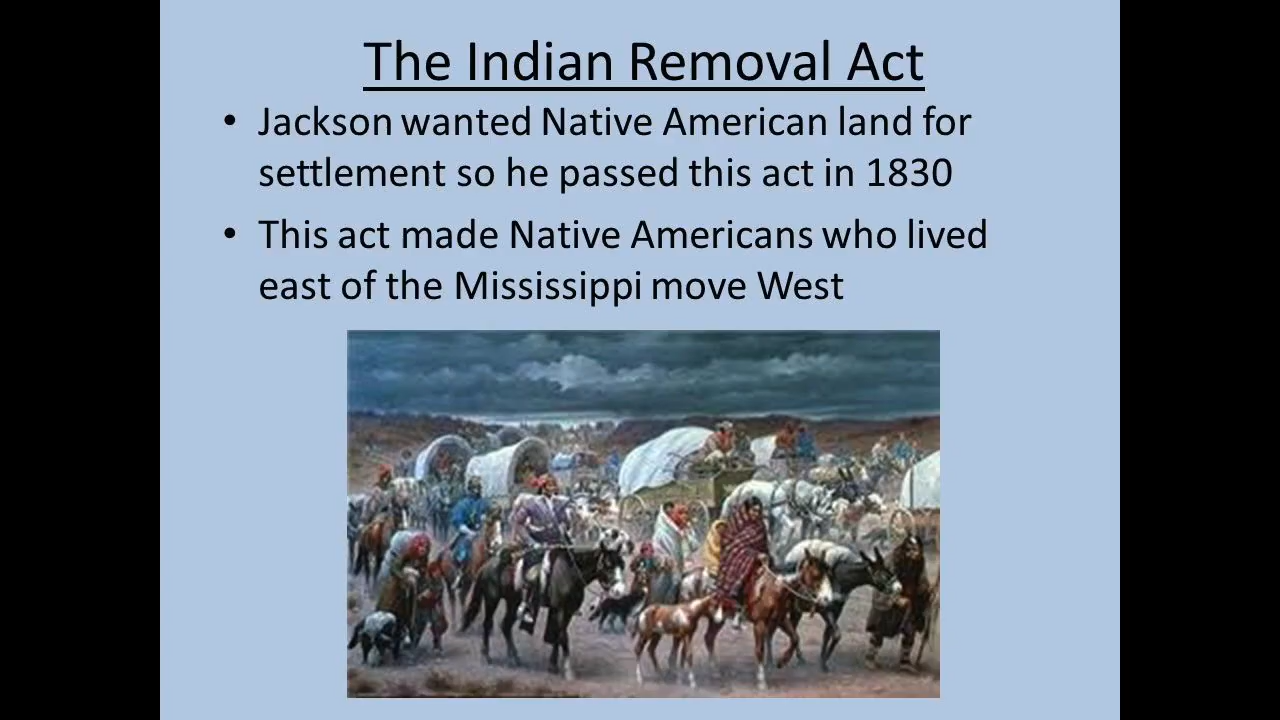 The Indian Removal Act
• Jackson wanted Native American land for
settlement so he passed this act in 1830
• This act made Native Americans who lived
east of the Mississippi move West